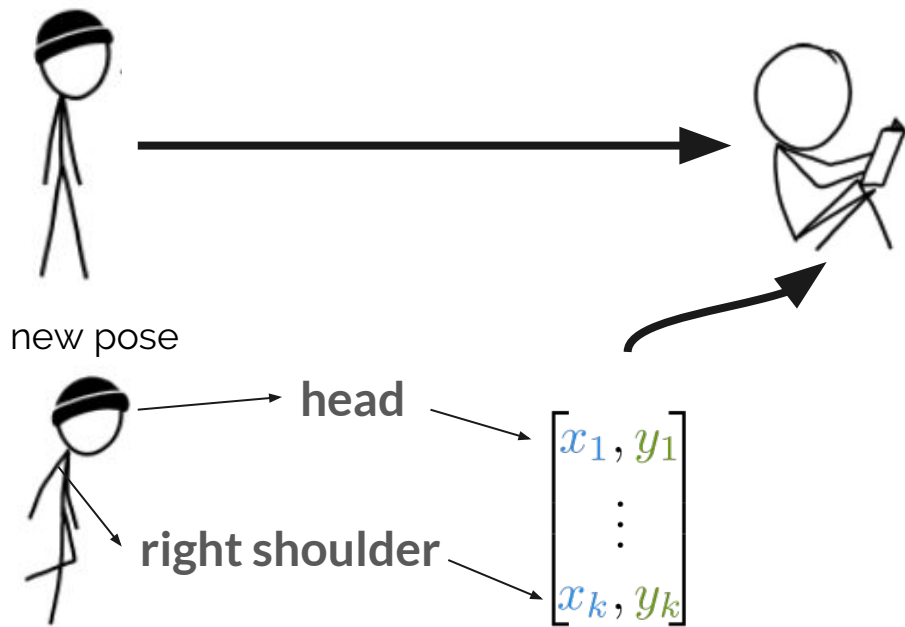 new pose
head
x₁, y₁
⋮
right shoulder
xₖ, yₖ